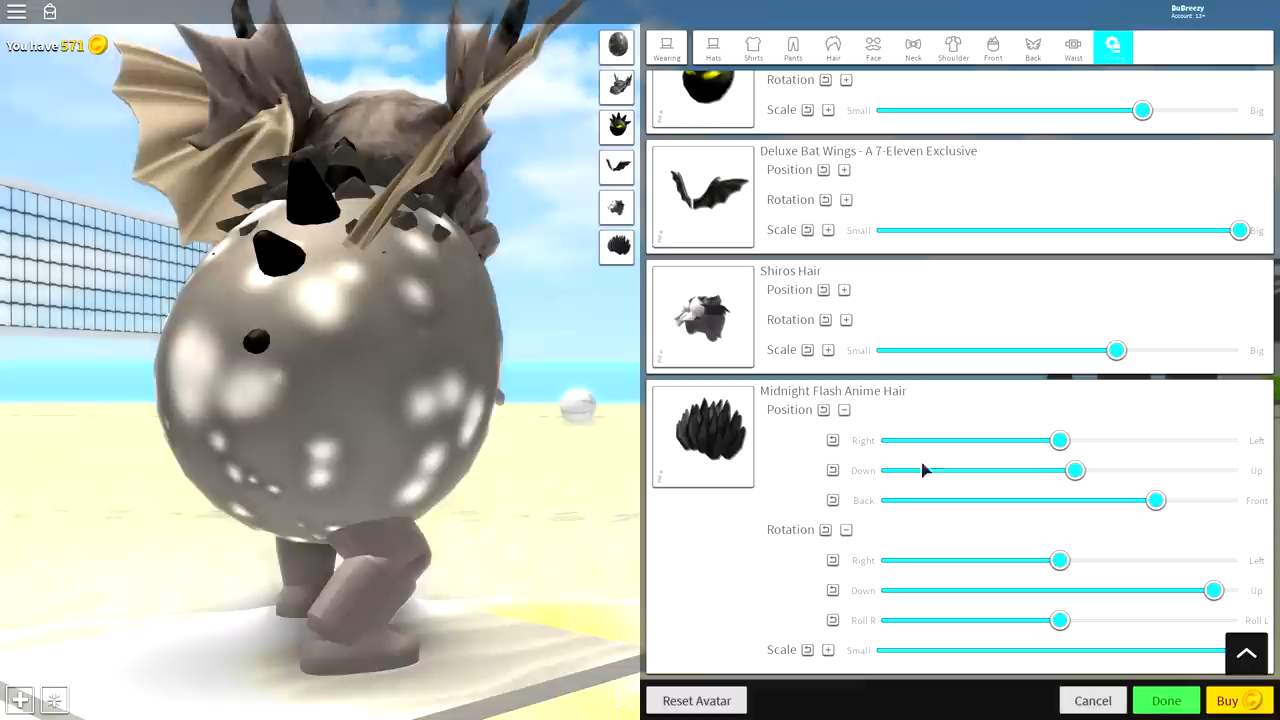 BuBreezy
Account: 13+
You have 571
Wearing
Hats
Shirts
Pants
Hair
Face
Neck
Shoulder
Front
Back
Waist
Rotation
Scale
Small
Big
Deluxe Bat Wings - A 7-Eleven Exclusive
Position
Rotation
Scale
Small
Big
Shiros Hair
Position
Rotation
Scale
Small
Big
Midnight Flash Anime Hair
Position
Right
Left
Down
Up
Back
Front
Rotation
Right
Left
Down
Up
Roll R
Roll L
Scale
Small
Reset Avatar
Cancel
Done
Buy